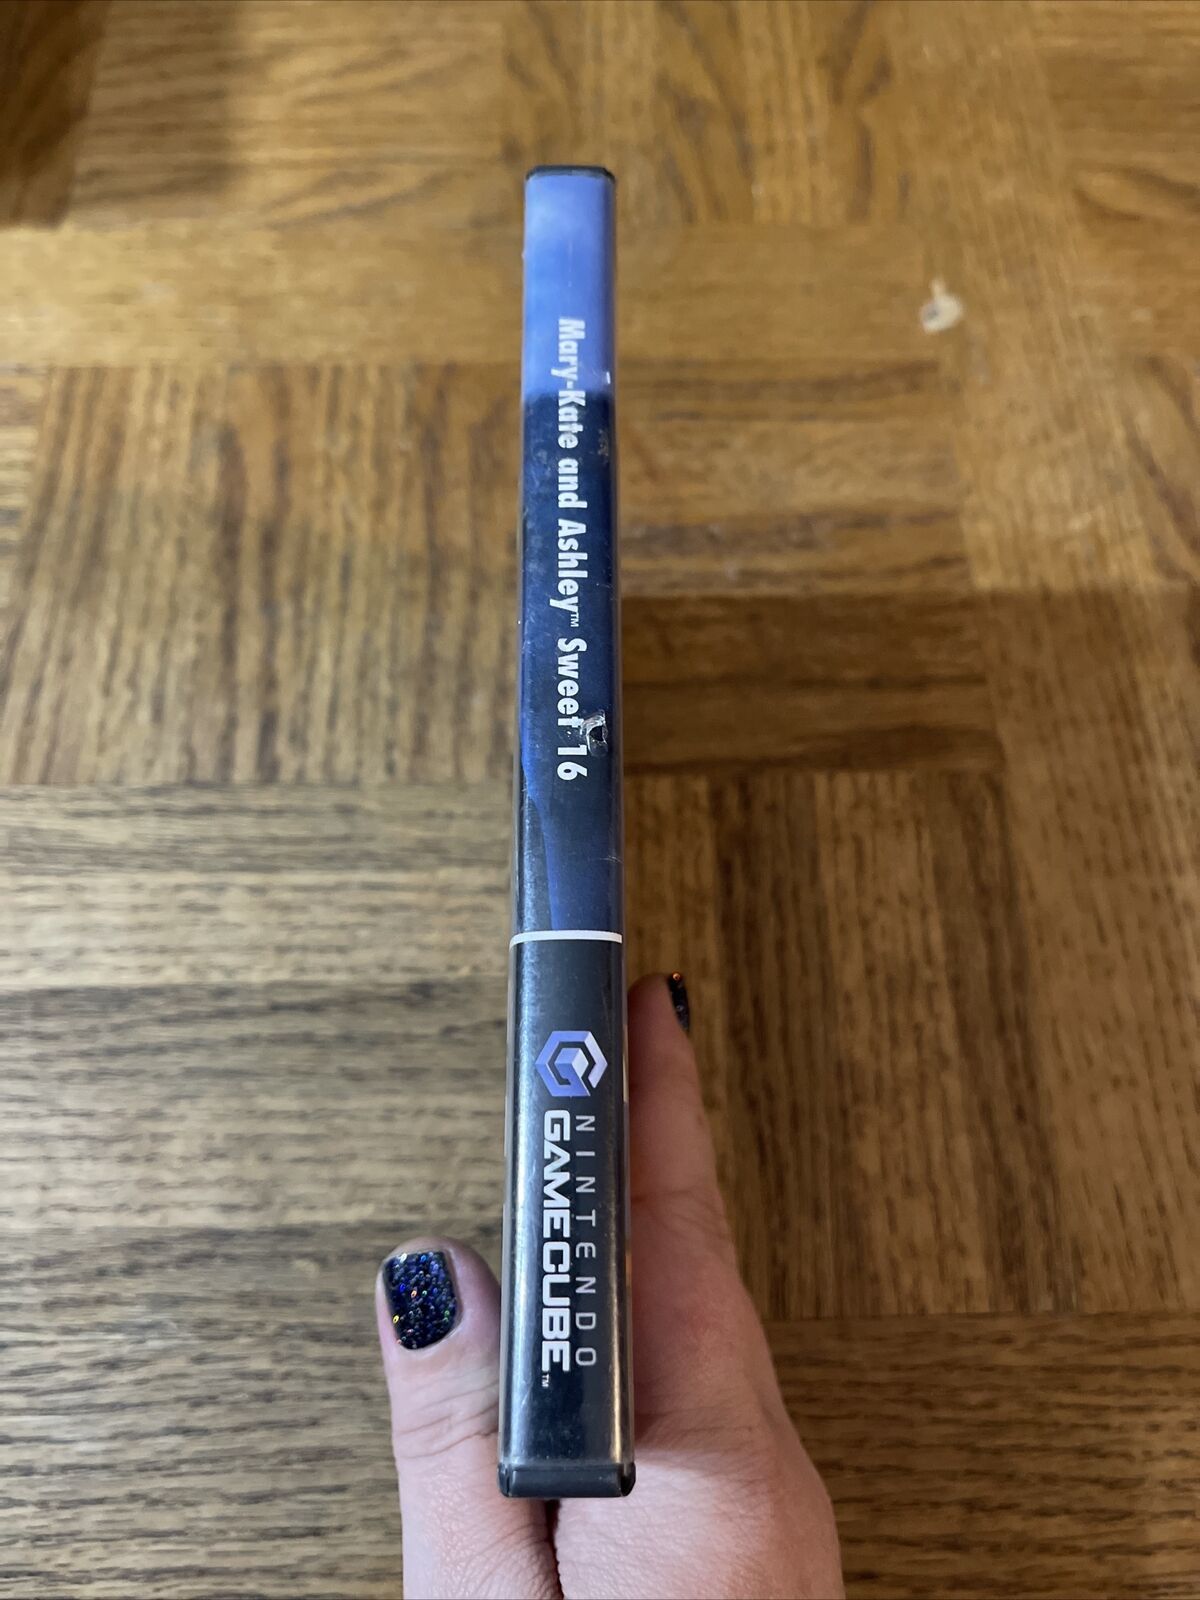 Mary-Kate and Ashley™ Sweet 16
NINTENDO
GAMECUBE™